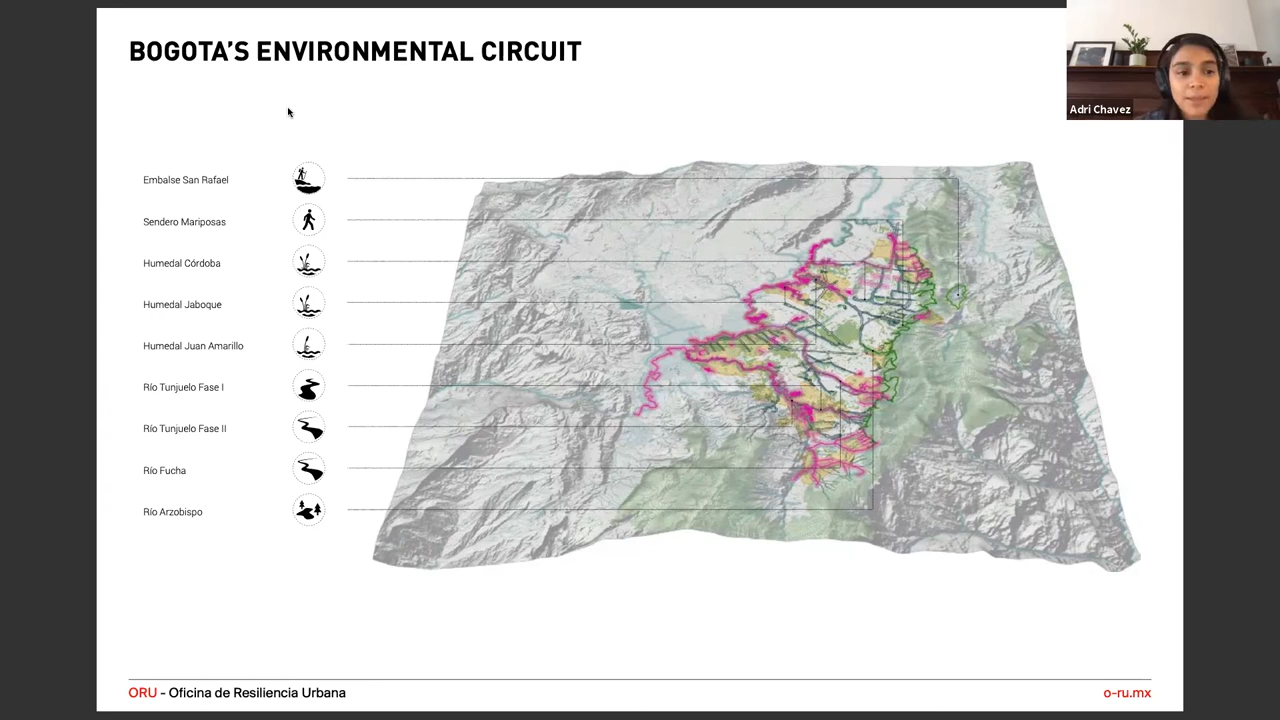 BOGOTA'S ENVIRONMENTAL CIRCUIT
Adri Chavez
Embalse San Rafael
Sendero Mariposas
Humedal Córdoba
Humedal Jaboque
Humedal Juan Amarillo
Río Tunjuelo Fase I
Río Tunjuelo Fase II
Río Fucha
Río Arzobispo
ORU - Oficina de Resiliencia Urbana
o-ru.mx